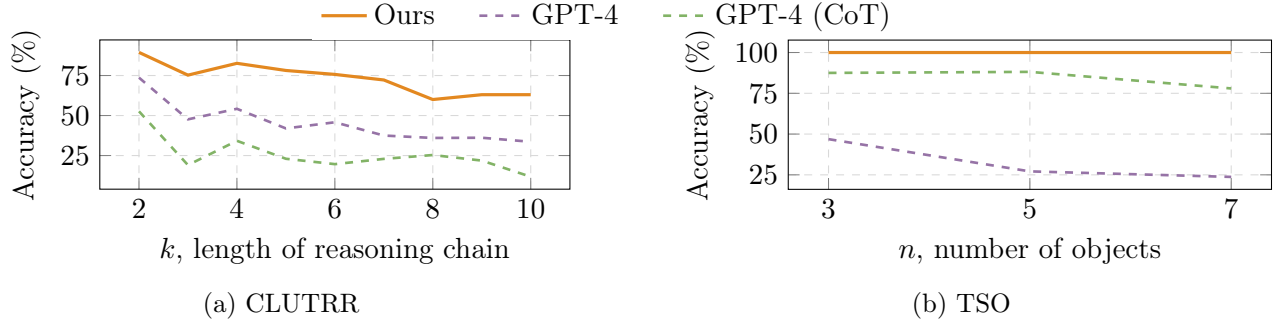 Ours GPT-4 GPT-4 (CoT)
Accuracy (%)
75
50
25
2 4 6 8 10
k, length of reasoning chain
(a) CLUTRR
Accuracy (%)
100
75
50
25
3 5 7
n, number of objects
(b) TSO